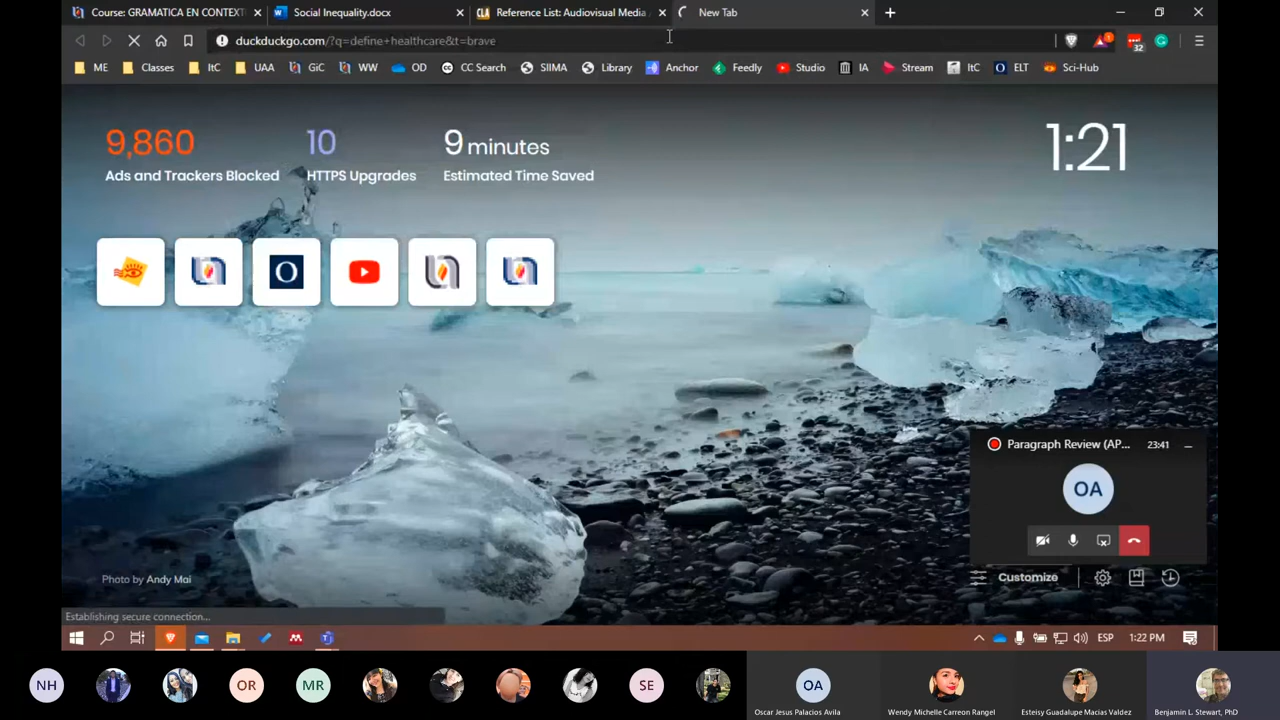 Course: GRAMATICA EN CONTEXT
Social Inequality.docx
Reference List: Audiovisual Media
New Tab
duckduckgo.com/?q=define+healthcare&t=brave
1
32
ME
Classes
ItC
UAA
GiC
WW
OD
CC Search
SIIMA
Library
Anchor
Feedly
Studio
IA
Stream
ItC
ELT
Sci-Hub
9,860
Ads and Trackers Blocked
10
HTTPS Upgrades
9 minutes
Estimated Time Saved
1:21
Paragraph Review (AP...
23:41
OA
Photo by Andy Mai
Customize
Establishing secure connection...
ESP
1:22 PM
NH
OR
MR
SE
OA
Oscar Jesus Palacios Avila
Wendy Michelle Carreon Rangel
Esteisy Guadalupe Macias Valdez
Benjamin L. Stewart, PhD